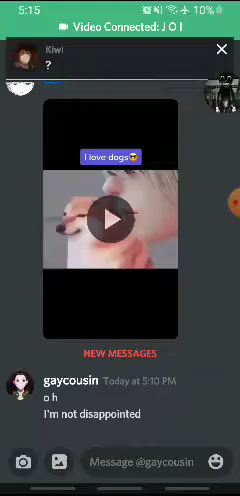 5:15
10%
Video Connected: J O I
Kiwi
?
I love dogs😎
NEW MESSAGES
gaycousin Today at 5:10 PM
o h
I'm not disappointed
Message @gaycousin